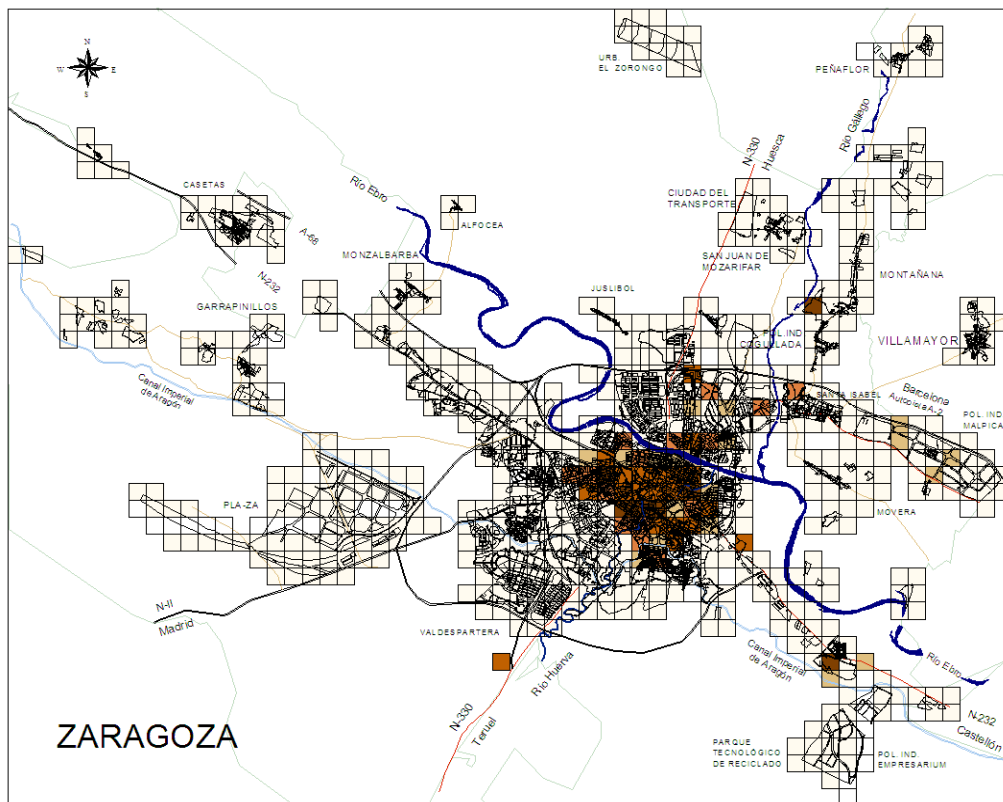 N
W E
S
URB.
EL ZORONGO
PEÑAFLOR
Río Gállego
N-330
Huesca
CASETAS
Río Ebro
CIUDAD DEL
TRANSPORTE
ALFOCEA
A-68
MONZALBARBA
SAN JUAN DE
MOZARIFAR
MONTAÑANA
N-232
JUSLIBOL
GARRAPINILLOS
POL. IND
COGULLADA
VILLAMAYOR
Canal Imperial
de Aragón
SANTA ISABEL
Barcelona
Autopista A-2
POL. IND.
MALPICA
PLA-ZA
MOVERA
N-II
Madrid
VALDESPARTERA
Río Huerva
Canal Imperial
de Aragón
Río Ebro
N-330
Teruel
N-232
Castellón
ZARAGOZA
PARQUE
TECNOLÓGICO
DE RECICLADO
POL. IND.
EMPRESARIUM